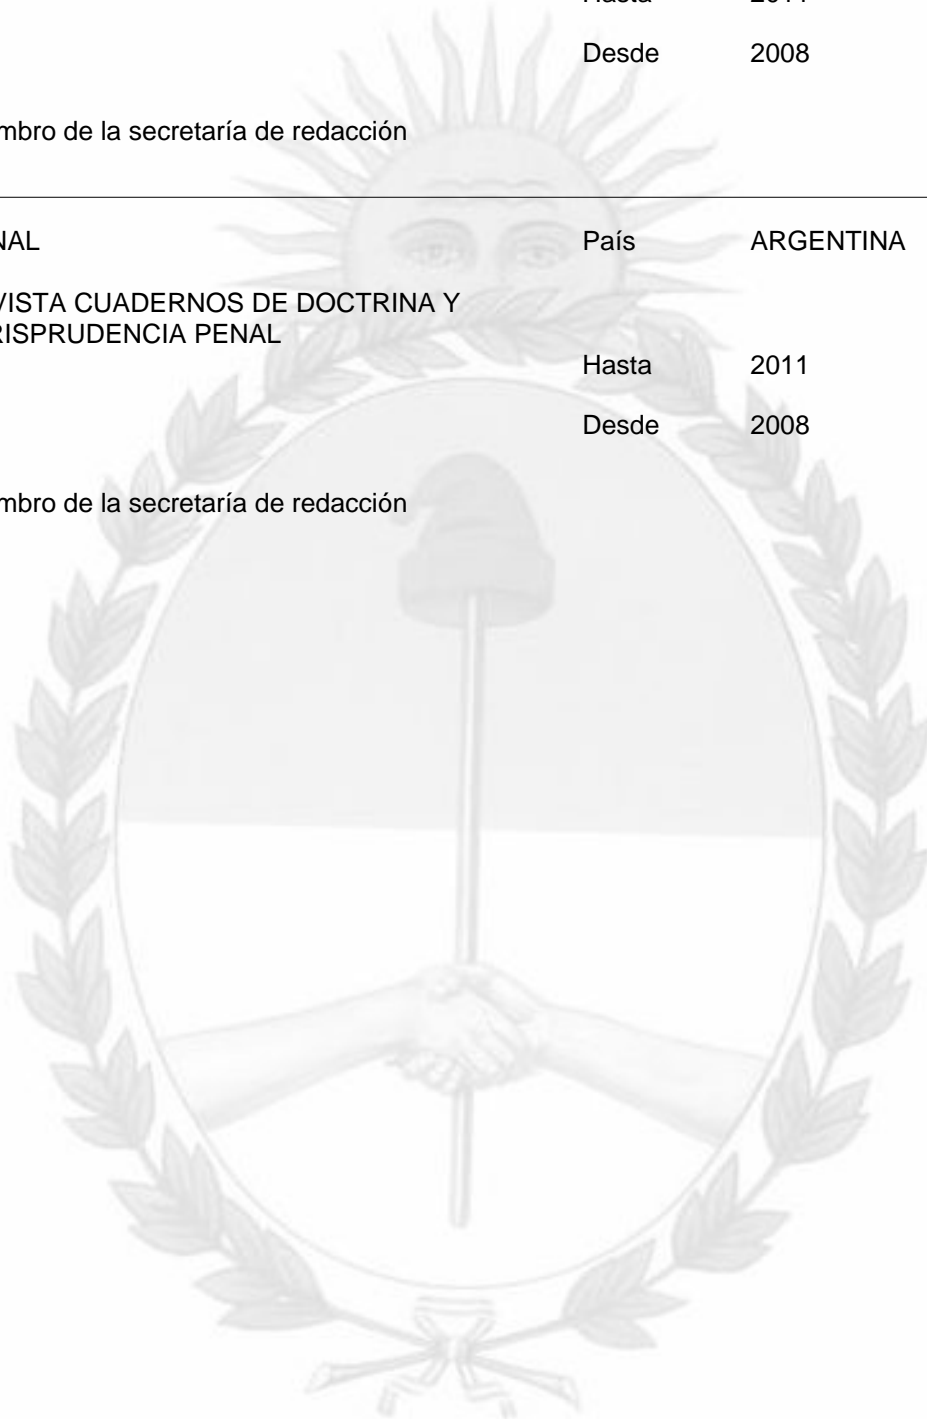 Desde 2008
mbro de la secretaría de redacción
NAL País ARGENTINA
VISTA CUADERNOS DE DOCTRINA Y
RISPRUDENCIA PENAL
Hasta 2011
Desde 2008
mbro de la secretaría de redacción